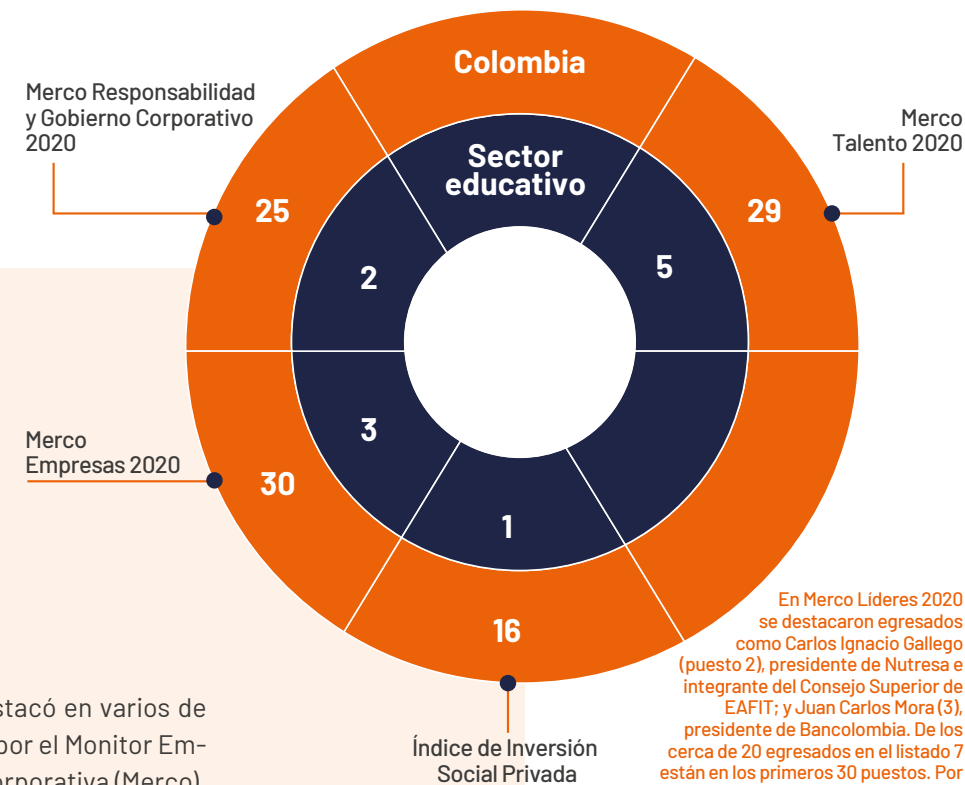 Colombia
Sector
educativo
Merco Responsabilidad
y Gobierno Corporativo
2020
25
2
Merco
Talento 2020
29
5
Merco
Empresas 2020
30
3
1
16
Índice de Inversión
Social Privada
En Merco Líderes 2020
se destacaron egresados
como Carlos Ignacio Gallego
(puesto 2), presidente de Nutresa e
integrante del Consejo Superior de
EAFIT; y Juan Carlos Mora (3),
presidente de Bancolombia. De los
cerca de 20 egresados en el listado 7
están en los primeros 30 puestos. Por
stacó en varios de
por el Monitor Em-
orporativa (Merco)